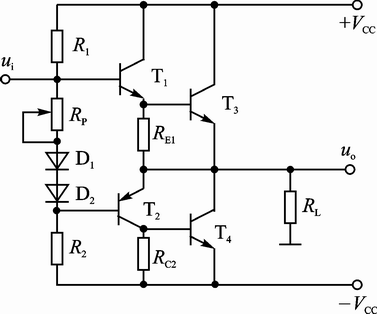 +V_CC
R_1
u_i
T_1
T_3
R_P
R_E1
D_1
u_o
D_2
T_2
R_L
R_2
R_C2
T_4
−V_CC